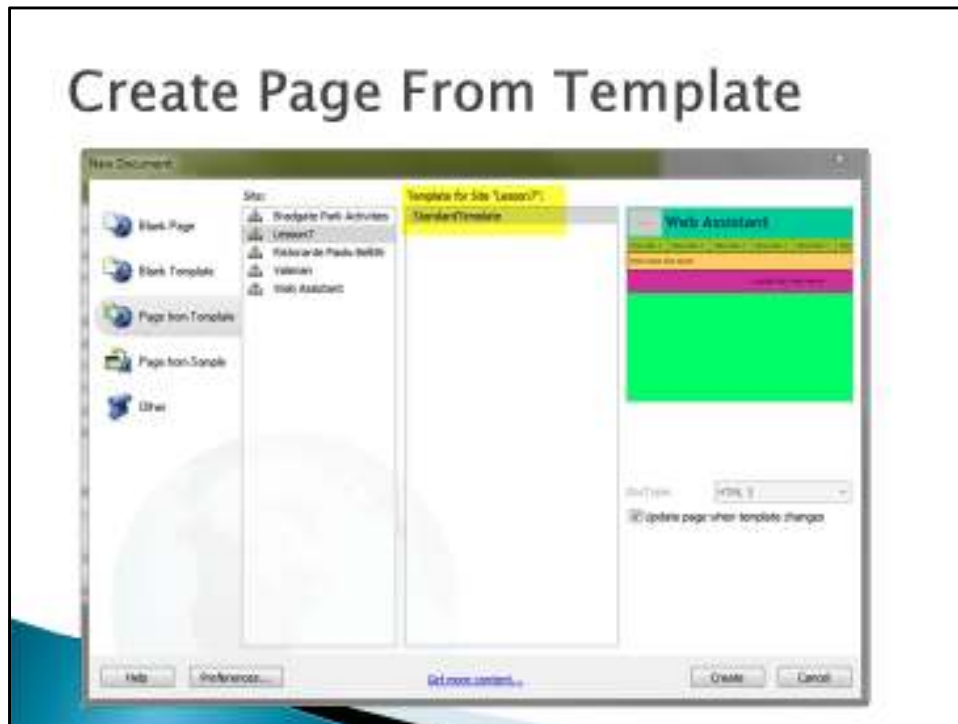 Create Page From Template
New Document
Blank Page
Blank Template
Page from Template
Page from Sample
Other
Site:
Bradgate Park Activities
Lesson7
Ristorante Paolo
Valerian
Web Assistant
Template for Site "Lesson7":
StandardTemplate
Web Assistant
DocType:
HTML 5
Update page when template changes
Help
Preferences...
Get more content...
Create
Cancel